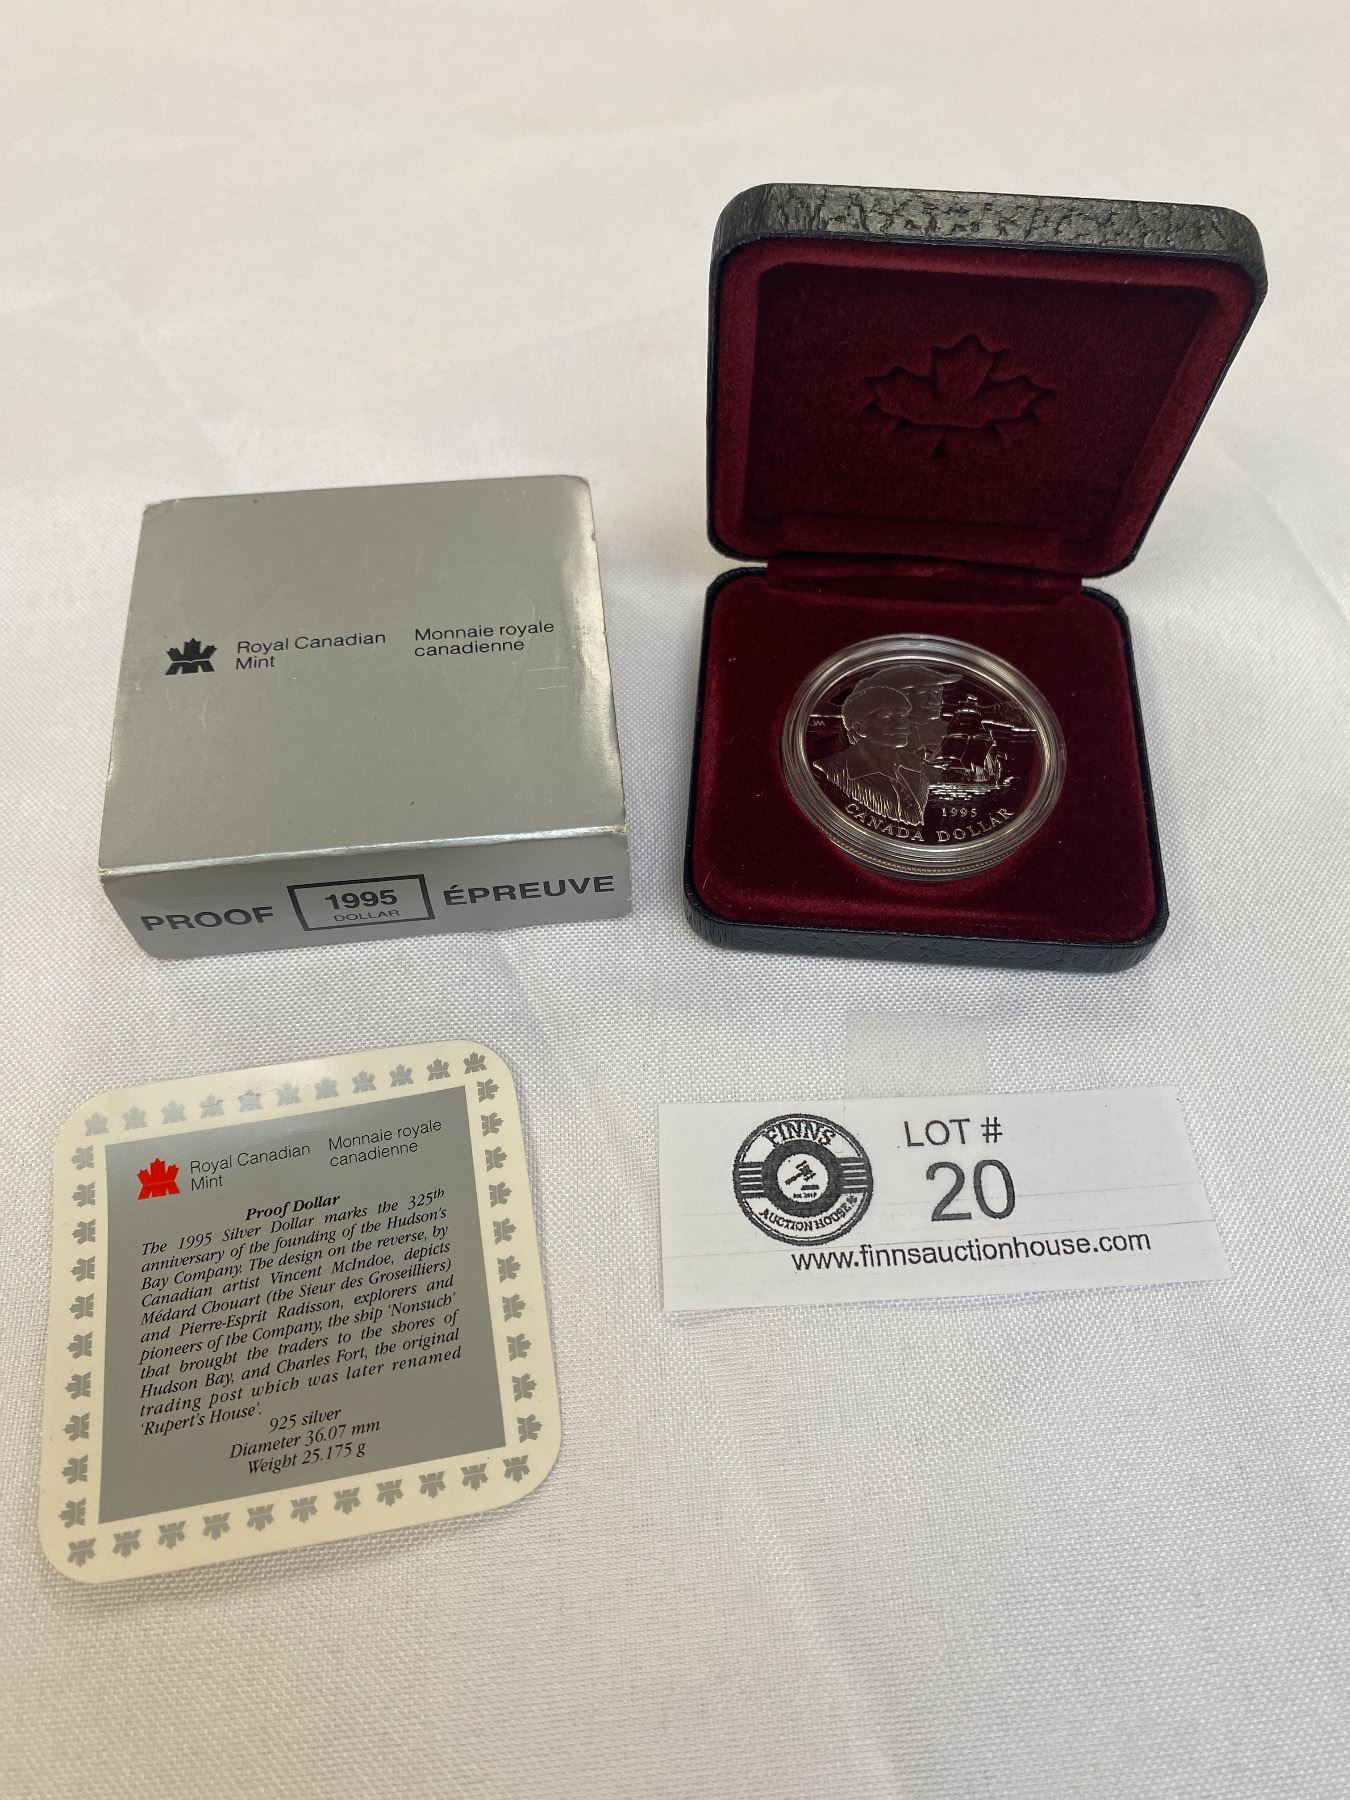 Royal Canadian Mint
Monnaie royale canadienne
PROOF 1995 DOLLAR ÉPREUVE
VM
1995
CANADA DOLLAR
Royal Canadian Mint
Monnaie royale canadienne
Proof Dollar
The 1995 Silver Dollar marks the 325th
anniversary of the founding of the Hudson's
Bay Company. The design on the reverse, by
Canadian artist Vincent McIndoe, depicts
Médard Chouart (the Sieur des Groseilliers)
and Pierre-Esprit Radisson, explorers and
pioneers of the Company, the ship 'Nonsuch'
that brought the traders to the shores of
Hudson Bay, and Charles Fort, the original
trading post which was later renamed
'Rupert's House'.
925 silver
Diameter 36.07 mm
Weight 25.175 g
FINNS
AUCTION HOUSE
LOT #
20
www.finnsauctionhouse.com